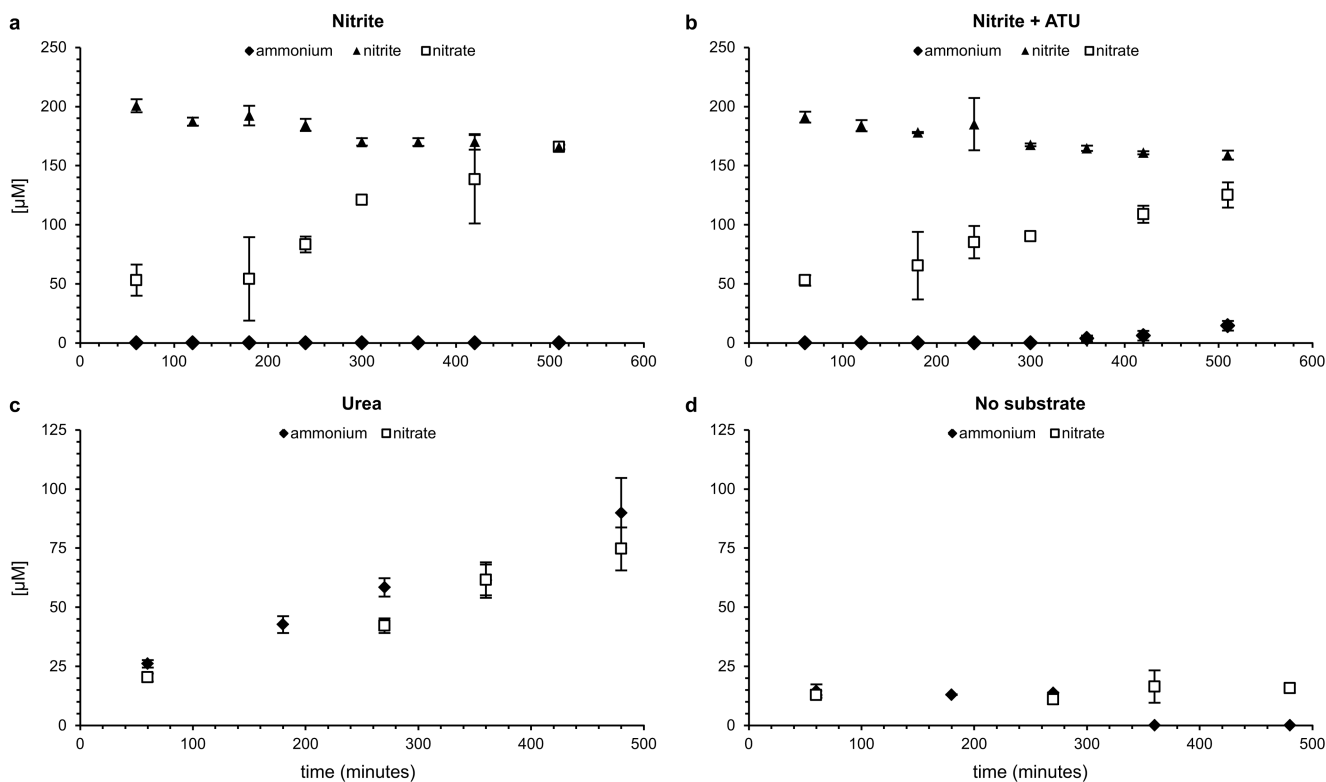 a
Nitrite
ammonium nitrite nitrate
250
200
150
100
50
0
0 100 200 300 400 500 600
[µM]
b
Nitrite + ATU
ammonium nitrite nitrate
250
200
150
100
50
0
0 100 200 300 400 500 600
c
Urea
ammonium nitrate
125
100
75
50
25
0
0 100 200 300 400 500
[µM]
time (minutes)
d
No substrate
ammonium nitrate
125
100
75
50
25
0
0 100 200 300 400 500
time (minutes)